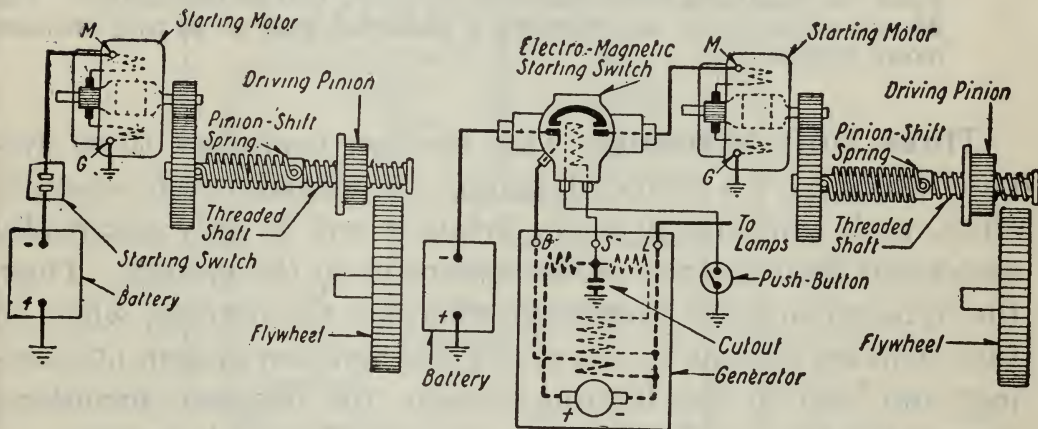 Starting Motor
M
Driving Pinion
Pinion-Shift
Spring
G
Threaded
Shaft
Starting Switch
-
+
Battery
Flywheel
Electro-Magnetic
Starting Switch
M
Starting Motor
Driving Pinion
Pinion-Shift
Spring
G
Threaded
Shaft
-
+
Battery
B-
S-
L
To
Lamps
Push-Button
Cutout
Generator
+
-
Flywheel